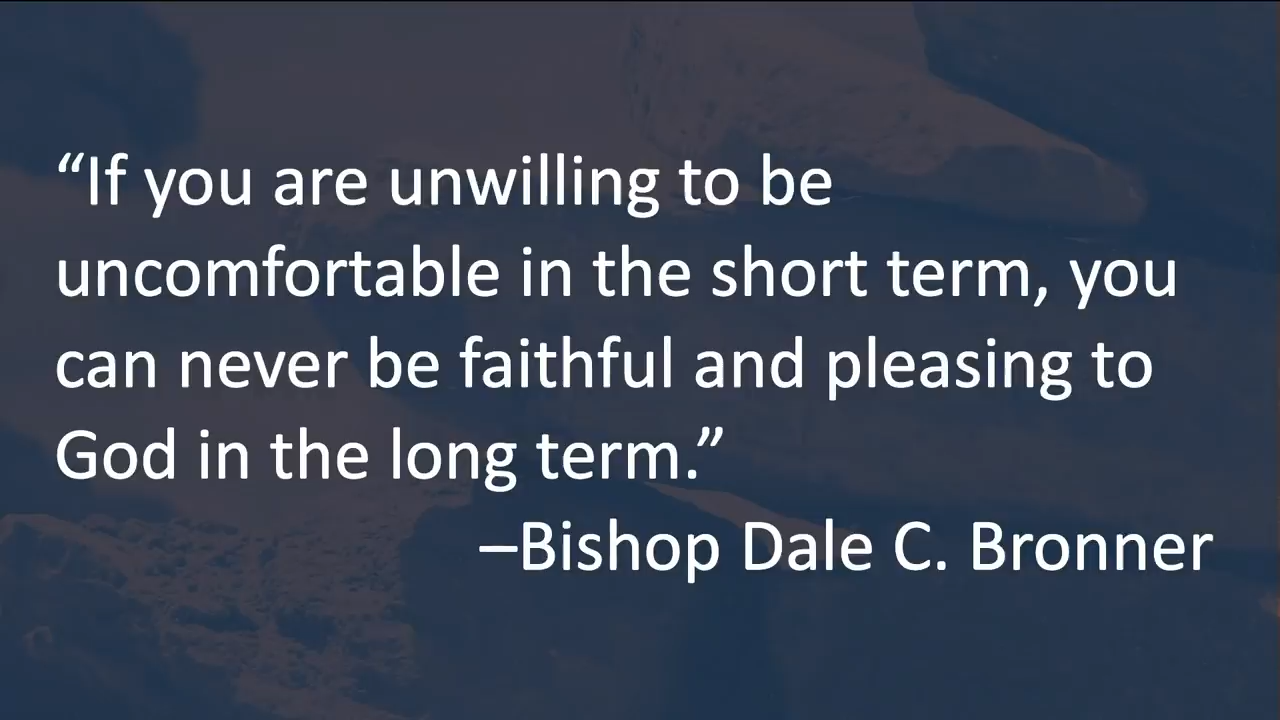 “If you are unwilling to be
uncomfortable in the short term, you
can never be faithful and pleasing to
God in the long term.”
–Bishop Dale C. Bronner